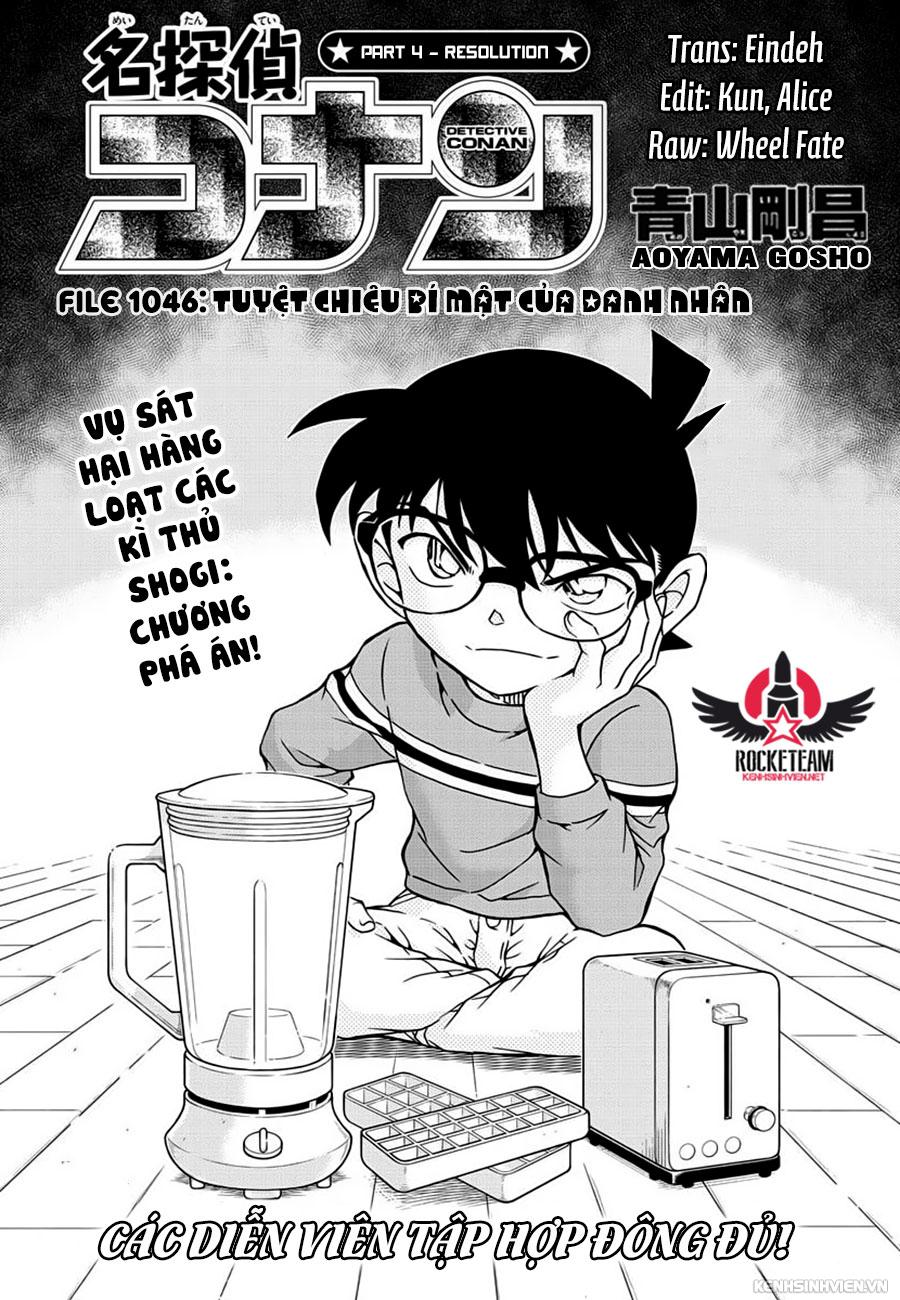 めい たん てい
名探偵
★ PART 4 - RESOLUTION ★
コナン
DETECTIVE
CONAN
Trans: Eindeh
Edit: Kun, Alice
Raw: Wheel Fate
青山剛昌
AOYAMA GOSHO
FILE 1046: TUYỆT CHIÊU BÍ MẬT CỦA DANH NHÂN
VỤ SÁT
HẠI HÀNG
LOẠT CÁC
KÌ THỦ
SHOGI:
CHƯƠNG
PHÁ ÁN!
ROCKETEAM
KENHSINHVIEN.NET
CÁC DIỄN VIÊN TẬP HỢP ĐÔNG ĐỦ!
KENHSINHVIEN.VN